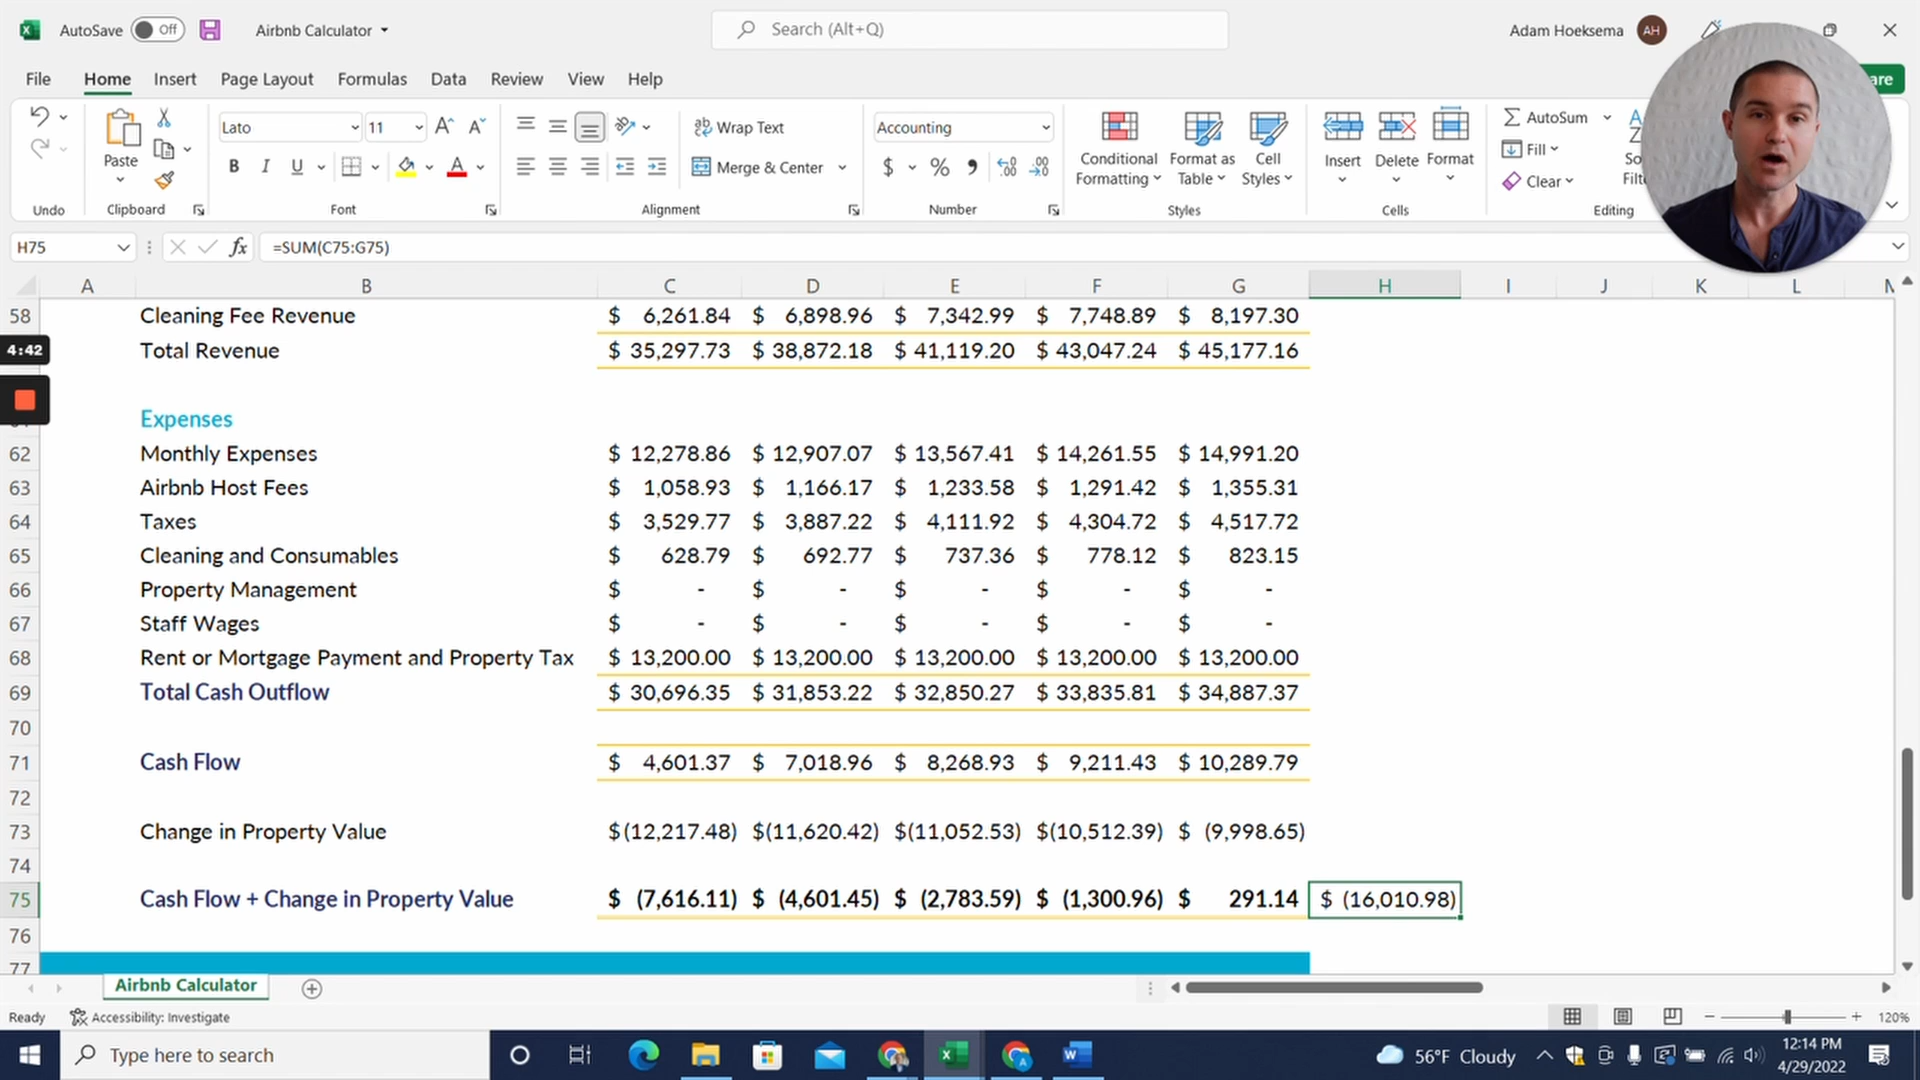 AutoSave Off Airbnb Calculator Search (Alt+Q) Adam Hoeksema AH
File Home Insert Page Layout Formulas Data Review View Help
Lato 11 Wrap Text Accounting AutoSum
Paste Conditional Formatting Format as Table Cell Styles Insert Delete Format Fill
B I U Merge & Center $ % Clear
Undo Clipboard Font Alignment Number Styles Cells Editing
H75 fx =SUM(C75:G75)
A B C D E F G H I J K L
58 Cleaning Fee Revenue $ 6,261.84 $ 6,898.96 $ 7,342.99 $ 7,748.89 $ 8,197.30
4:42 Total Revenue $ 35,297.73 $ 38,872.18 $ 41,119.20 $ 43,047.24 $ 45,177.16
Expenses
62 Monthly Expenses $ 12,278.86 $ 12,907.07 $ 13,567.41 $ 14,261.55 $ 14,991.20
63 Airbnb Host Fees $ 1,058.93 $ 1,166.17 $ 1,233.58 $ 1,291.42 $ 1,355.31
64 Taxes $ 3,529.77 $ 3,887.22 $ 4,111.92 $ 4,304.72 $ 4,517.72
65 Cleaning and Consumables $ 628.79 $ 692.77 $ 737.36 $ 778.12 $ 823.15
66 Property Management $ - $ - $ - $ - $ -
67 Staff Wages $ - $ - $ - $ - $ -
68 Rent or Mortgage Payment and Property Tax $ 13,200.00 $ 13,200.00 $ 13,200.00 $ 13,200.00 $ 13,200.00
69 Total Cash Outflow $ 30,696.35 $ 31,853.22 $ 32,850.27 $ 33,835.81 $ 34,887.37
70
71 Cash Flow $ 4,601.37 $ 7,018.96 $ 8,268.93 $ 9,211.43 $ 10,289.79
72
73 Change in Property Value $(12,217.48) $(11,620.42) $(11,052.53) $(10,512.39) $ (9,998.65)
74
75 Cash Flow + Change in Property Value $ (7,616.11) $ (4,601.45) $ (2,783.59) $ (1,300.96) $ 291.14 $ (16,010.98)
76
77
Airbnb Calculator
Ready Accessibility: Investigate 120%
Type here to search 56°F Cloudy 12:14 PM
4/29/2022